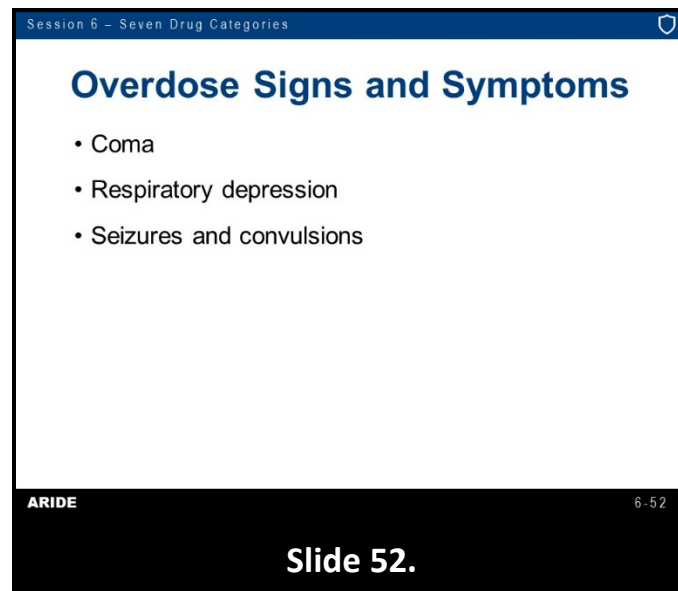 Session 6 – Seven Drug Categories
Overdose Signs and Symptoms
• Coma
• Respiratory depression
• Seizures and convulsions
ARIDE
6-52
Slide 52.